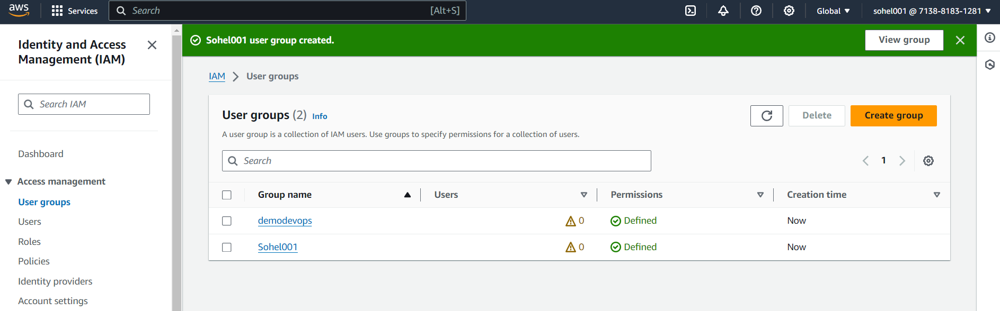 aws
Services
Search
[Alt+S]
Global
sohel001 @ 7138-8183-1281
Identity and Access
Management (IAM)
Search IAM
Dashboard
Access management
User groups
Users
Roles
Policies
Identity providers
Account settings
Sohel001 user group created.
View group
IAM
User groups
User groups (2) Info
Delete
Create group
A user group is a collection of IAM users. Use groups to specify permissions for a collection of users.
Search
1
Group name Users Permissions Creation time
demodevops 0 Defined Now
Sohel001 0 Defined Now